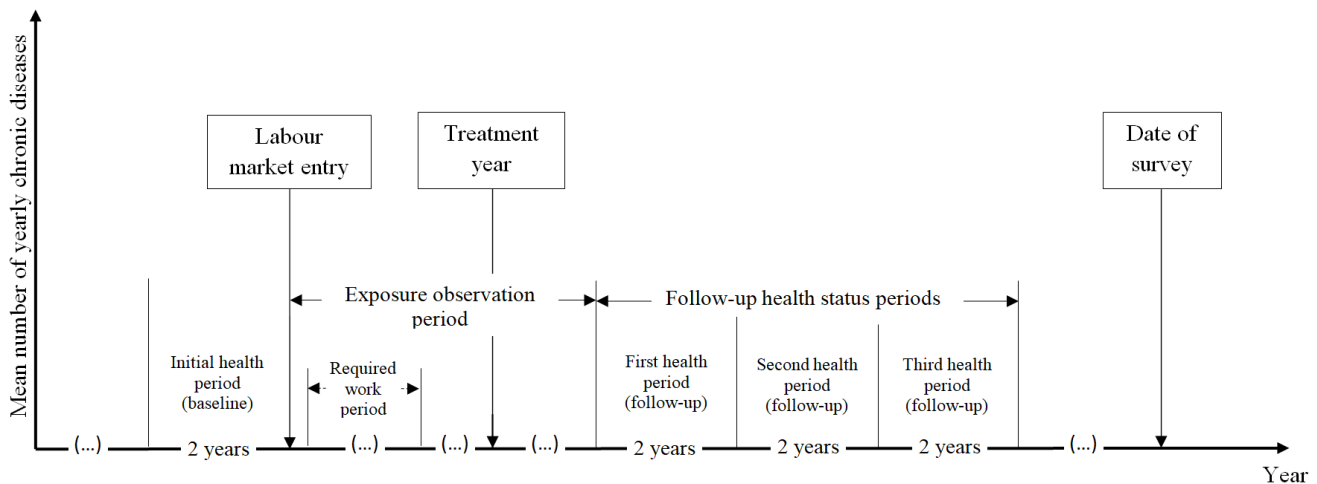 Mean number of yearly chronic diseases
Labour
market entry
Treatment
year
Date of
survey
Exposure observation
period
Follow-up health status periods
Initial health
period
(baseline)
Required
work
period
First health
period
(follow-up)
Second health
period
(follow-up)
Third health
period
(follow-up)
(...) 2 years (...) (...) (...) 2 years 2 years 2 years (...)
Year